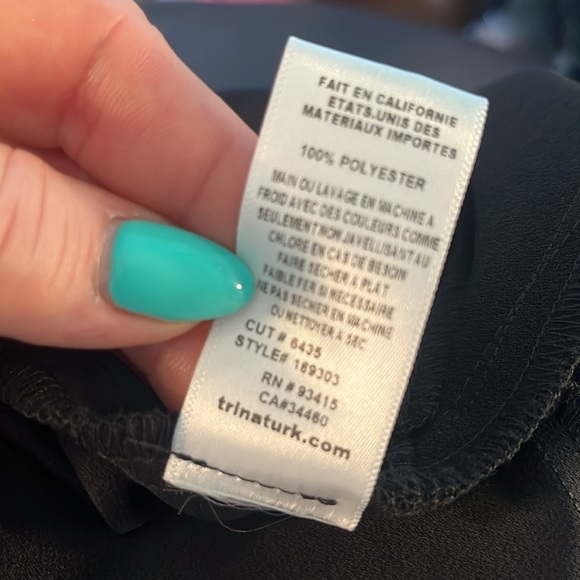 FAIT EN CALIFORNIE
ETATS.UNIS DES
MATERIAUX IMPORTES
100% POLYESTER
MAIN OU LAVAGE EN MACHINE A
FROID AVEC DES COULEURS COMME
SEULEMENT NON JAVELLISANT AU
CHLORE EN CAS DE BESOIN
FAIRE SECHER A PLAT
FAIBLE FER SI NECESSAIRE
NE PAS SECHER EN MACHINE
OU NETTOYER A SEC
CUT # 6435
STYLE# 169303
RN # 93415
CA#34460
trinaturk.com